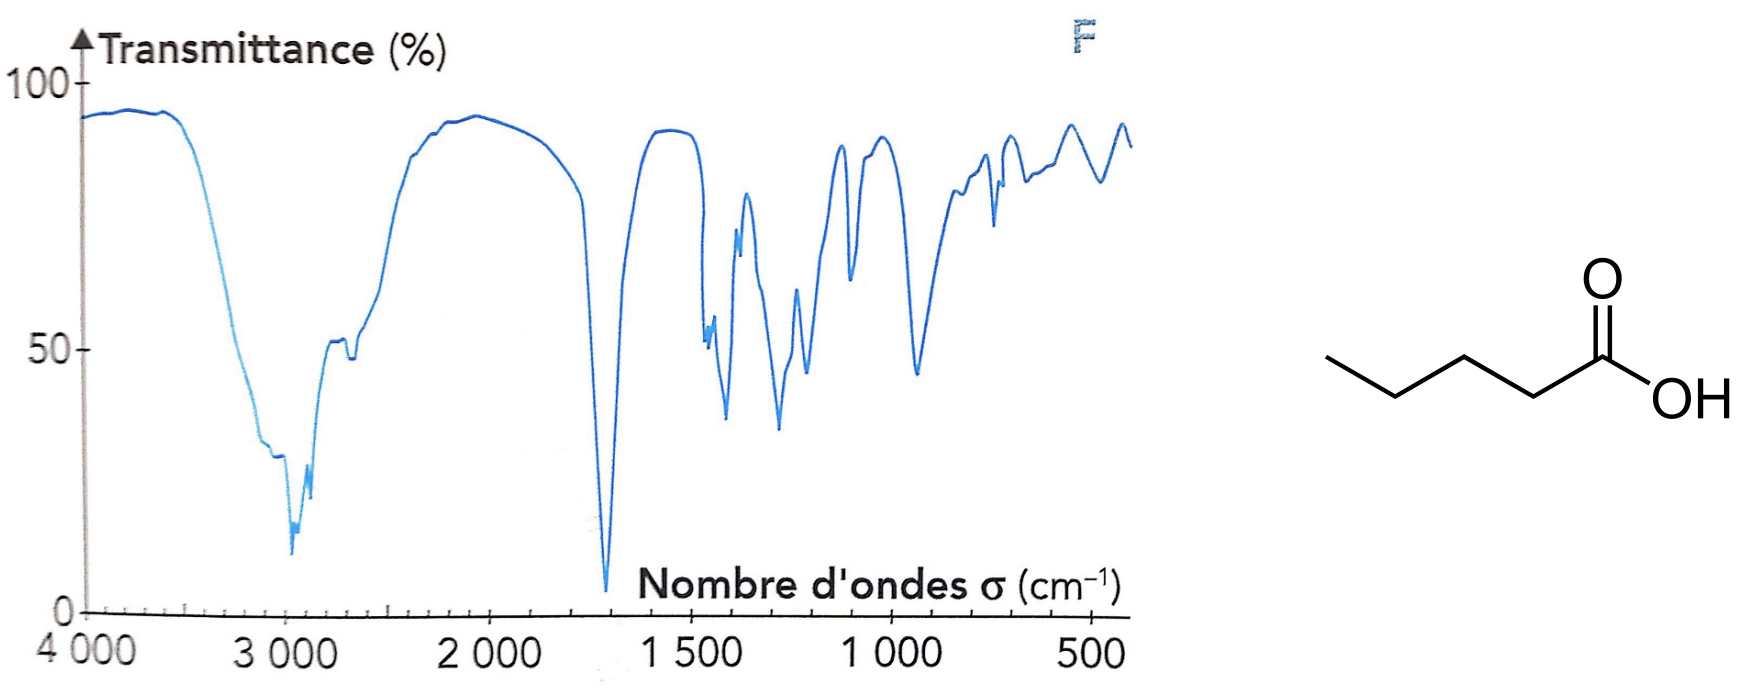 F
Transmittance (%)
100
50
0
Nombre d'ondes σ (cm⁻¹)
4 000 3 000 2 000 1 500 1 000 500
O
OH